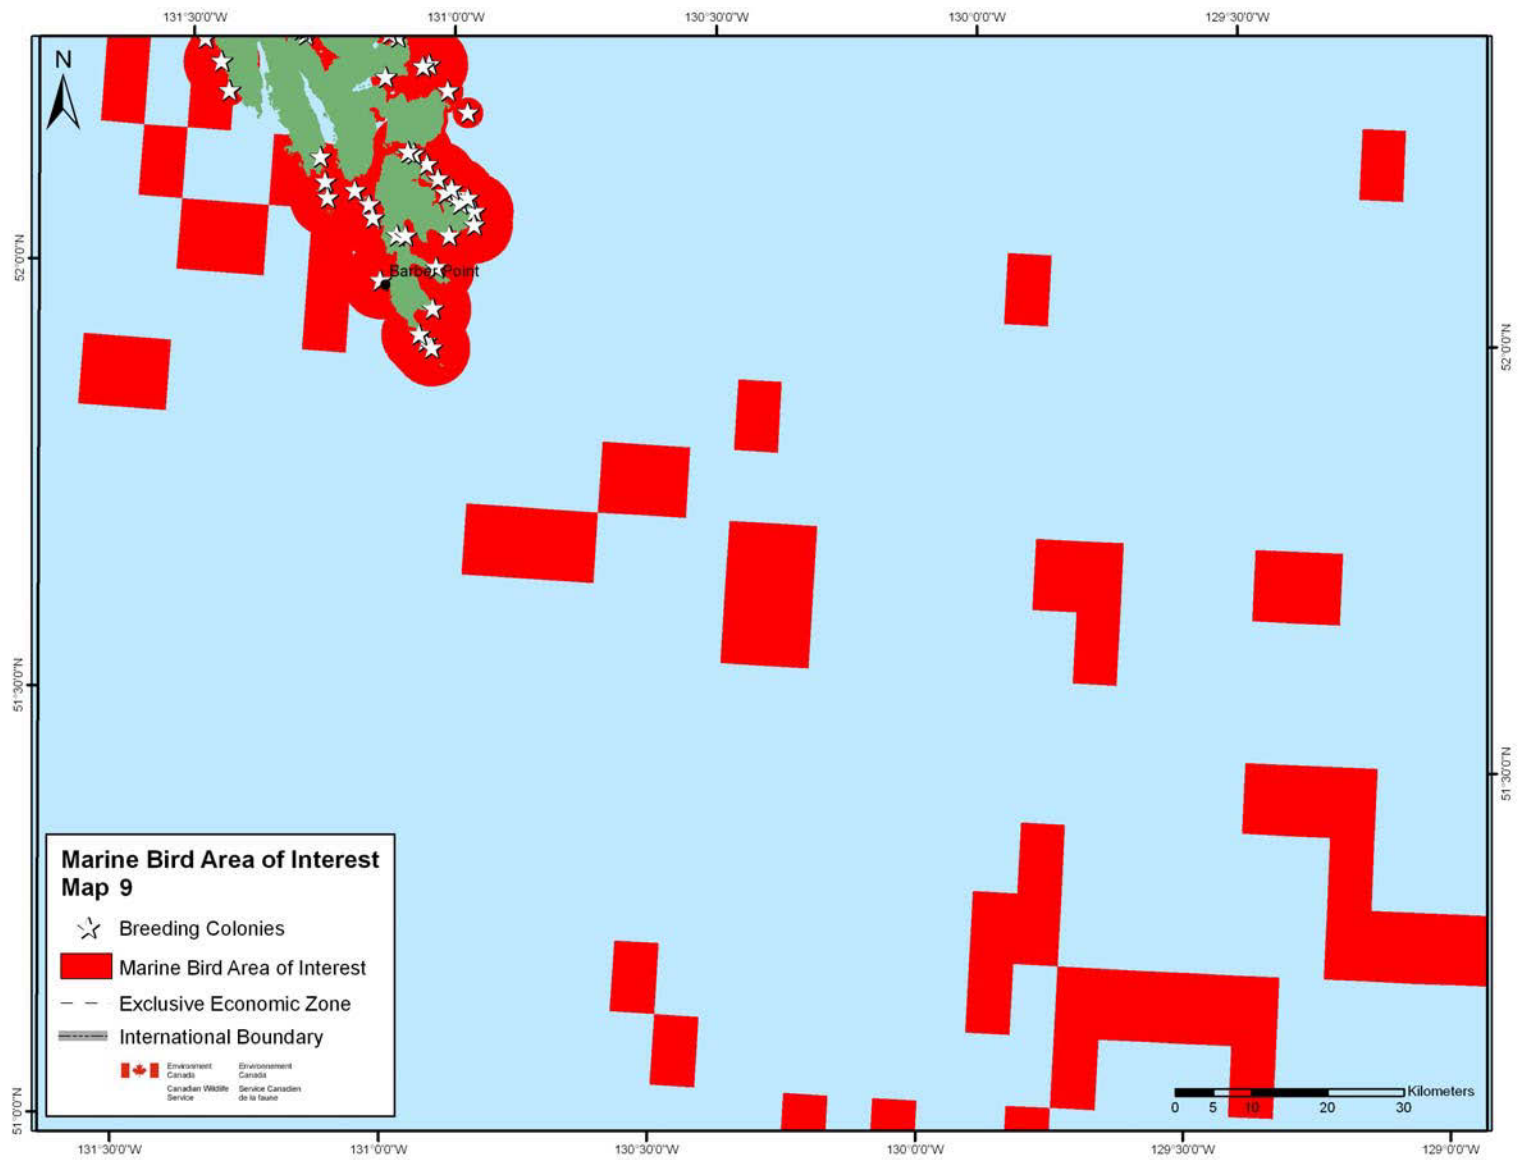 131°30'0"W 131°0'0"W 130°30'0"W 130°0'0"W 129°30'0"W
N
52°0'0"N
Barber Point
52°0'0"N
51°30'0"N
51°30'0"N
Marine Bird Area of Interest
Map 9
Breeding Colonies
Marine Bird Area of Interest
Exclusive Economic Zone
International Boundary
Environment Environnement
Canada Canada
Canadian Wildlife Service Canadien
Service de la faune
Kilometers
0 5 10 20 30
51°0'0"N
131°30'0"W 131°0'0"W 130°30'0"W 130°0'0"W 129°30'0"W 129°0'0"W